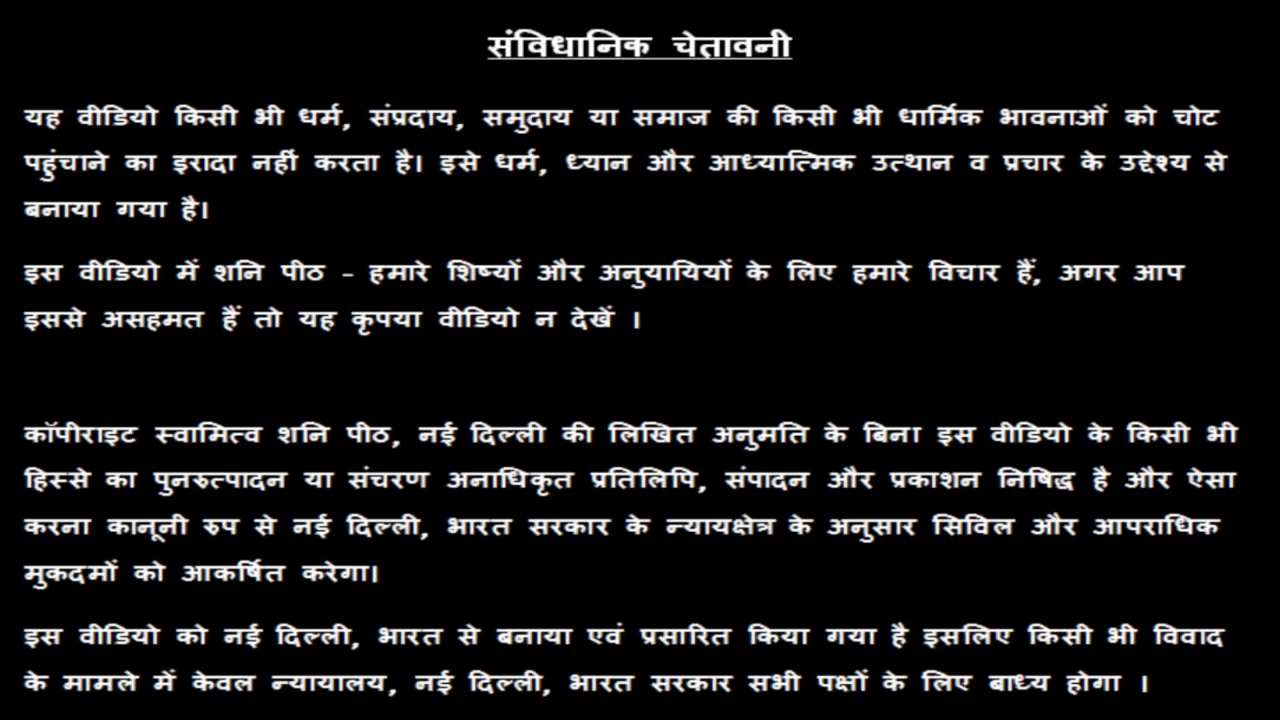 संविधानिक चेतावनी
यह वीडियो किसी भी धर्म, संप्रदाय, समुदाय या समाज की किसी भी धार्मिक भावनाओं को चोट
पहुंचाने का इरादा नहीं करता है। इसे धर्म, ध्यान और आध्यात्मिक उत्थान व प्रचार के उद्देश्य से
बनाया गया है।
इस वीडियो में शनि पीठ – हमारे शिष्यों और अनुयायियों के लिए हमारे विचार हैं, अगर आप
इससे असहमत हैं तो यह कृपया वीडियो न देखें ।
कॉपीराइट स्वामित्व शनि पीठ, नई दिल्ली की लिखित अनुमति के बिना इस वीडियो के किसी भी
हिस्से का पुनरुत्पादन या संचरण अनाधिकृत प्रतिलिपि, संपादन और प्रकाशन निषिद्ध है और ऐसा
करना कानूनी रुप से नई दिल्ली, भारत सरकार के न्यायक्षेत्र के अनुसार सिविल और आपराधिक
मुकदमों को आकर्षित करेगा।
इस वीडियो को नई दिल्ली, भारत से बनाया एवं प्रसारित किया गया है इसलिए किसी भी विवाद
के मामले में केवल न्यायालय, नई दिल्ली, भारत सरकार सभी पक्षों के लिए बाध्य होगा ।